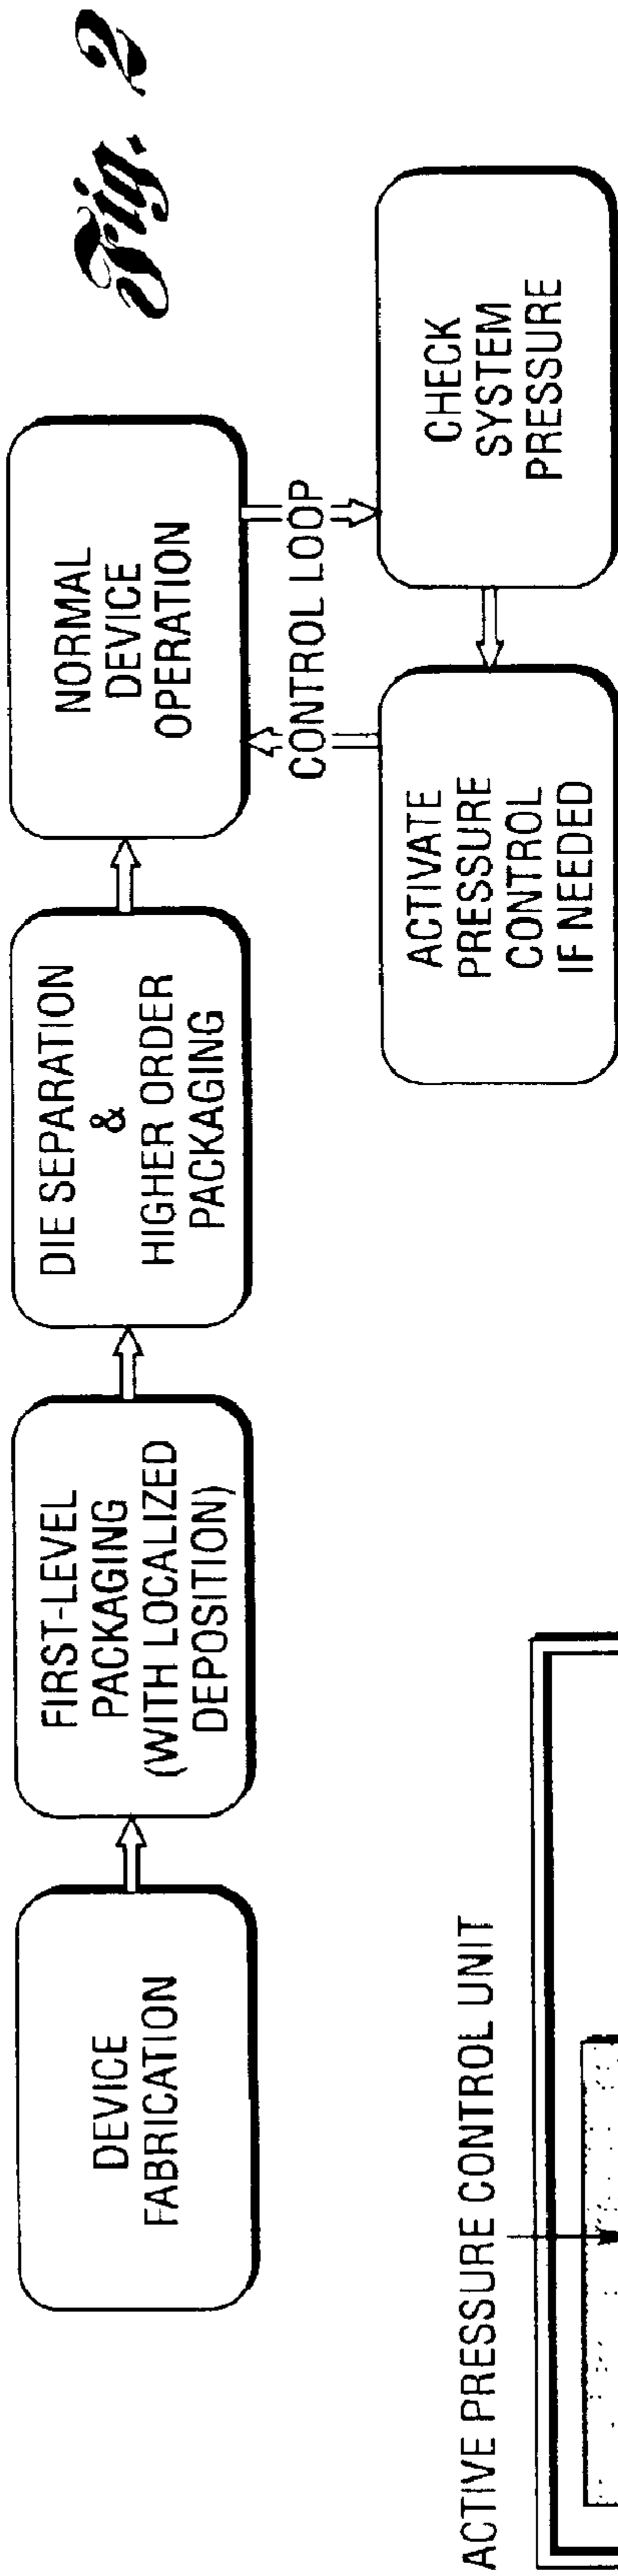 Fig. 2
DEVICE
FABRICATION
FIRST-LEVEL
PACKAGING
(WITH LOCALIZED
DEPOSITION)
DIE SEPARATION
&
HIGHER ORDER
PACKAGING
NORMAL
DEVICE
OPERATION
CONTROL LOOP
CHECK
SYSTEM
PRESSURE
ACTIVATE
PRESSURE
CONTROL
IF NEEDED
ACTIVE PRESSURE CONTROL UNIT